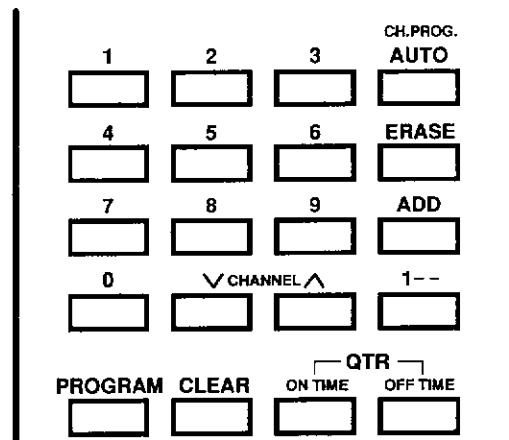 CH.PROG.
1 2 3 AUTO
4 5 6 ERASE
7 8 9 ADD
0 CHANNEL 1--
QTR
PROGRAM CLEAR ON TIME OFF TIME